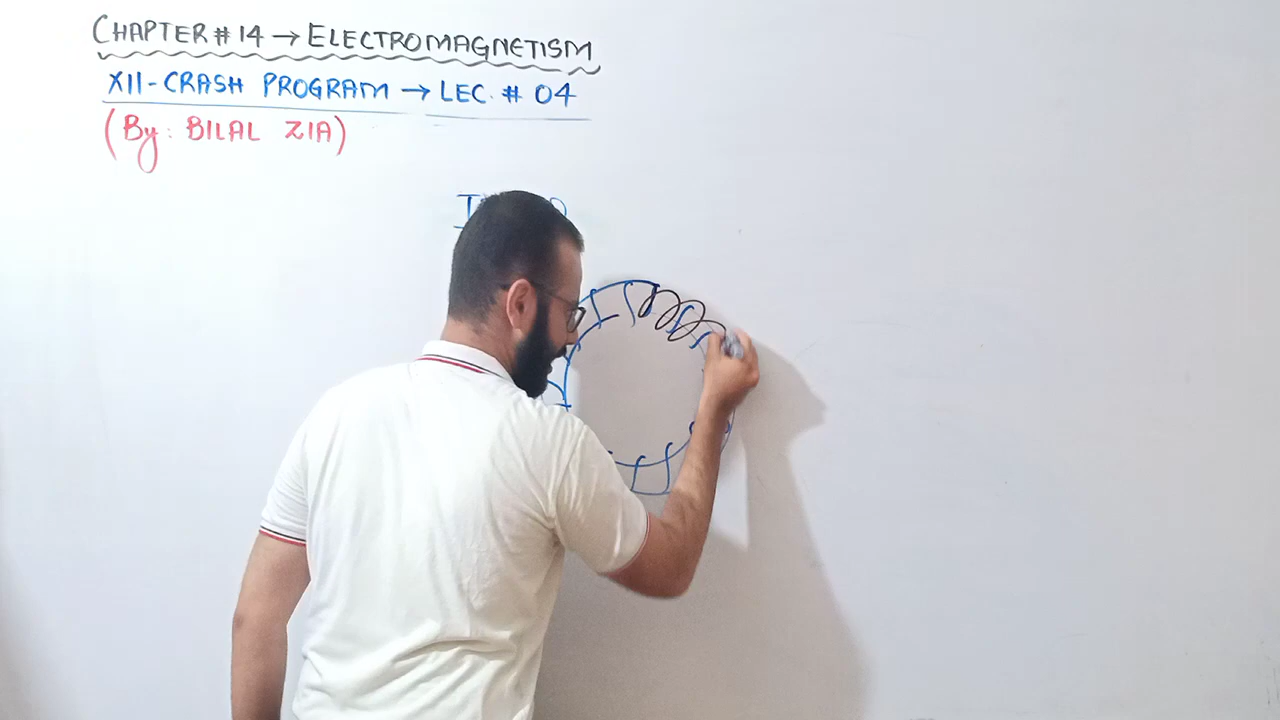 CHAPTER # 14 → ELECTROMAGNETISM
XII-CRASH PROGRAM → LEC. # 04
(By: BILAL ZIA)